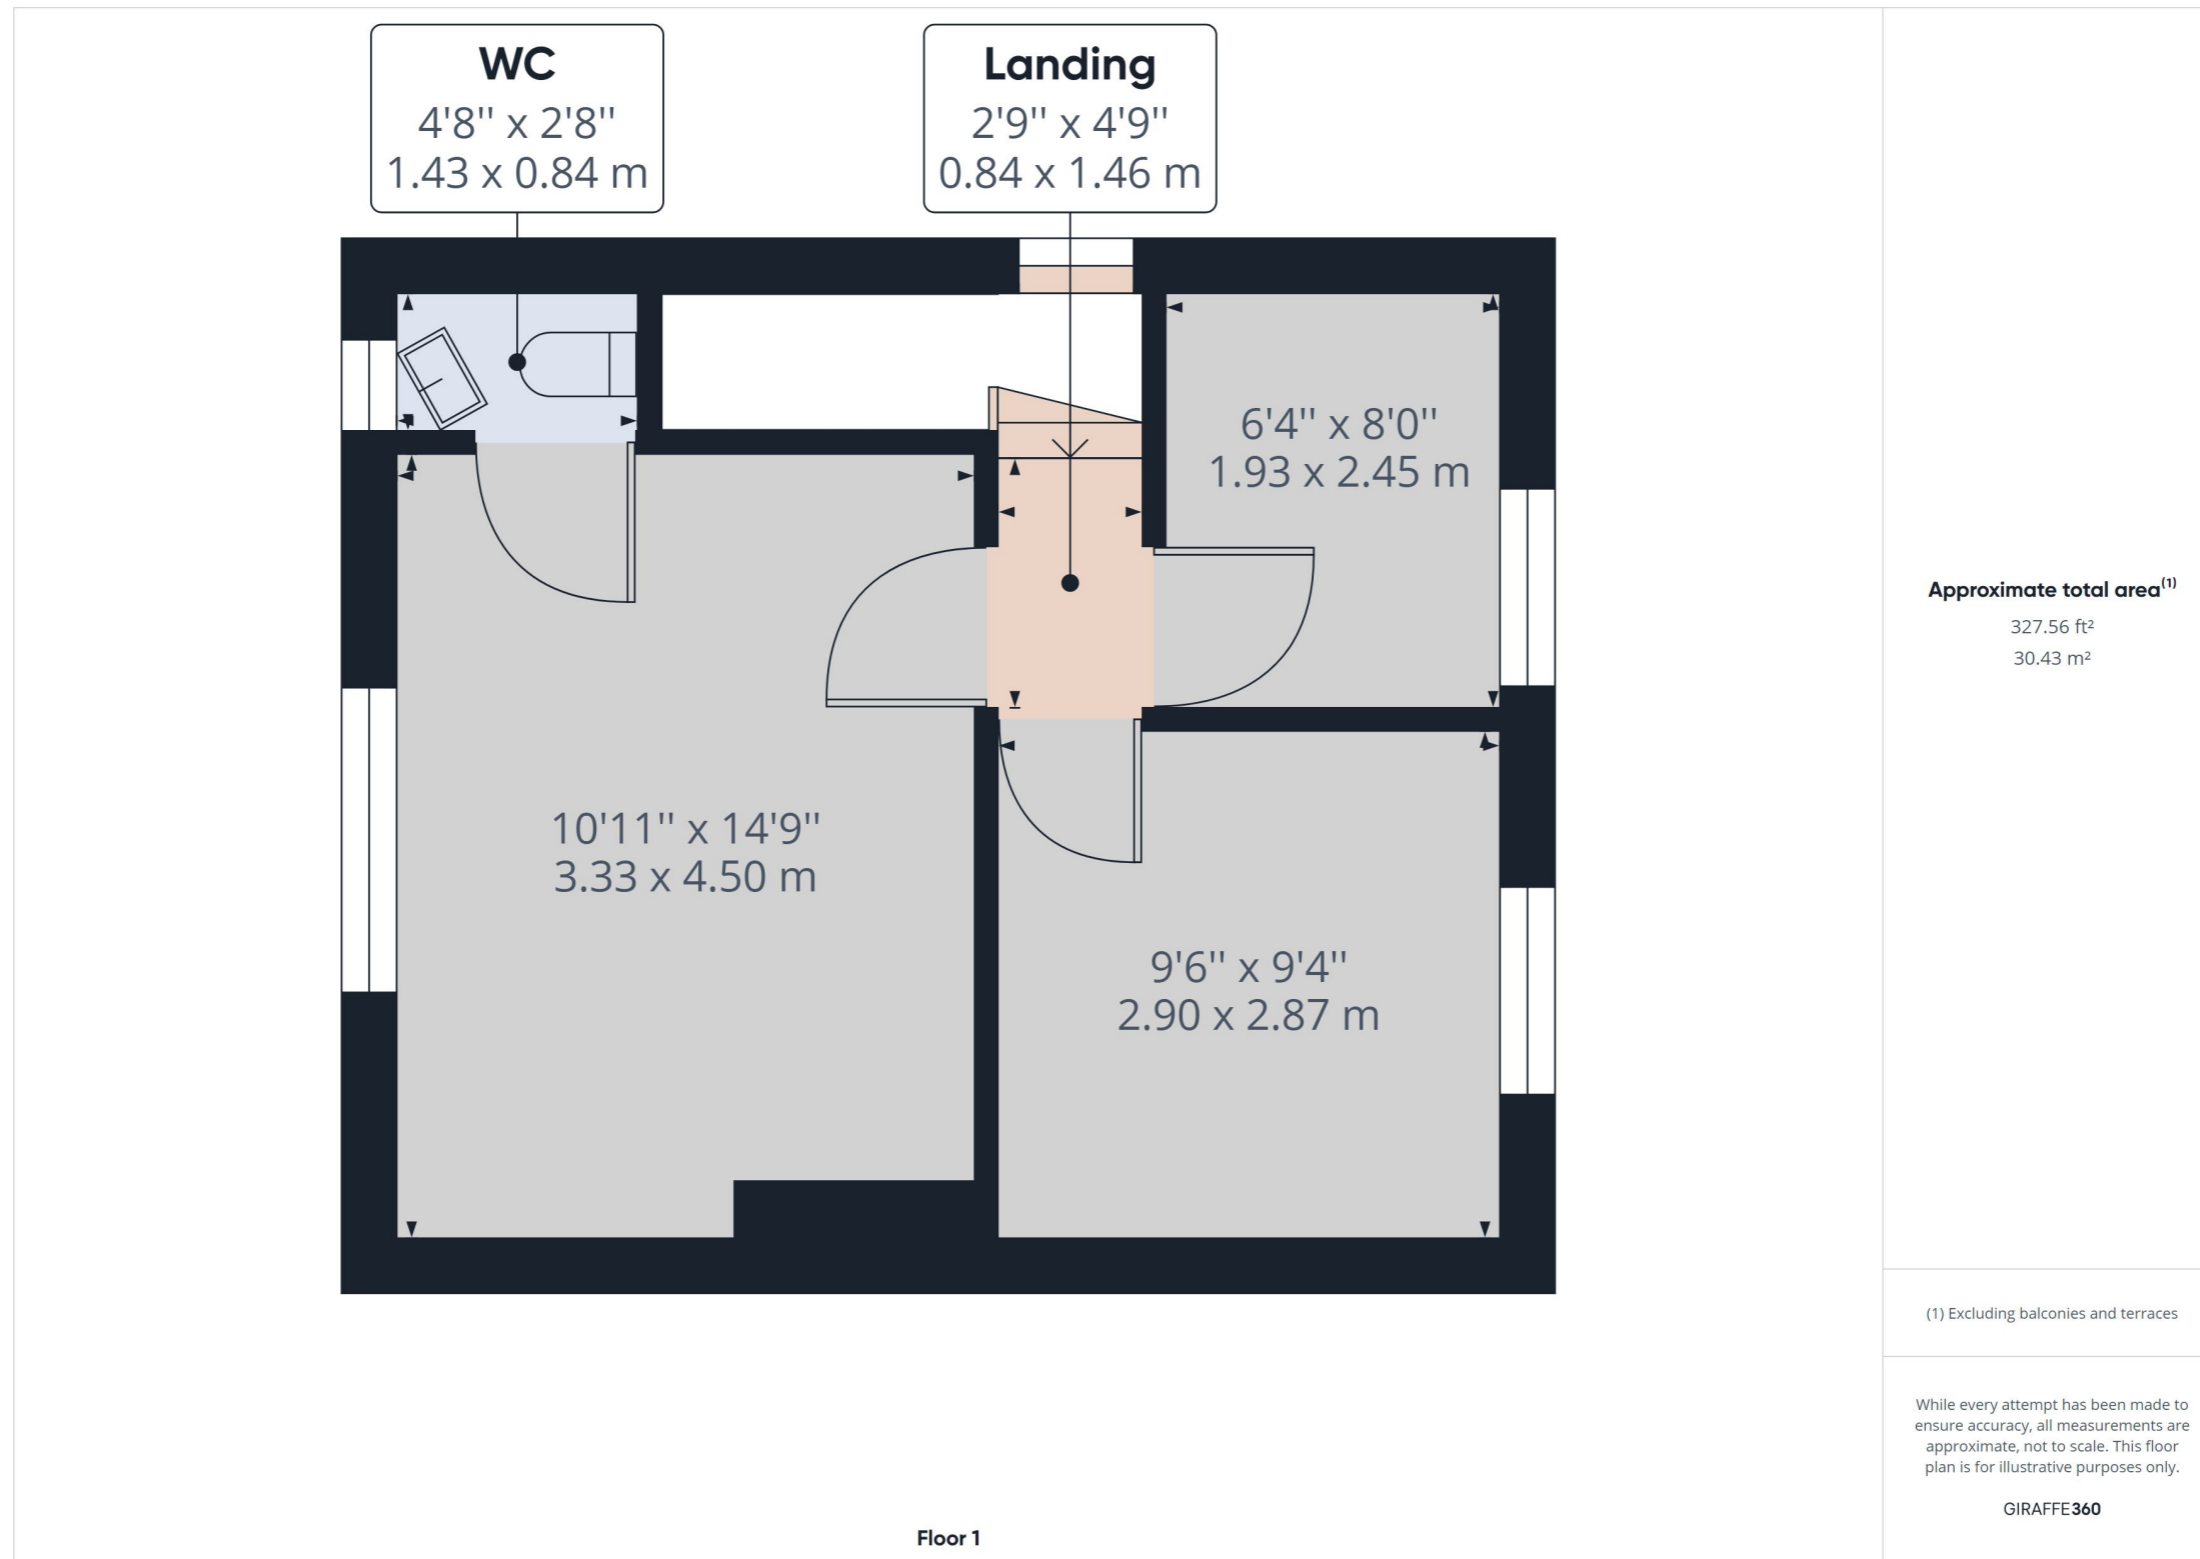 WC
4'8'' x 2'8''
1.43 x 0.84 m
Landing
2'9'' x 4'9''
0.84 x 1.46 m
6'4'' x 8'0''
1.93 x 2.45 m
10'11'' x 14'9''
3.33 x 4.50 m
9'6'' x 9'4''
2.90 x 2.87 m
Floor 1
Approximate total area(1)
327.56 ft²
30.43 m²
(1) Excluding balconies and terraces
While every attempt has been made to
ensure accuracy, all measurements are
approximate, not to scale. This floor
plan is for illustrative purposes only.
GIRAFFE360